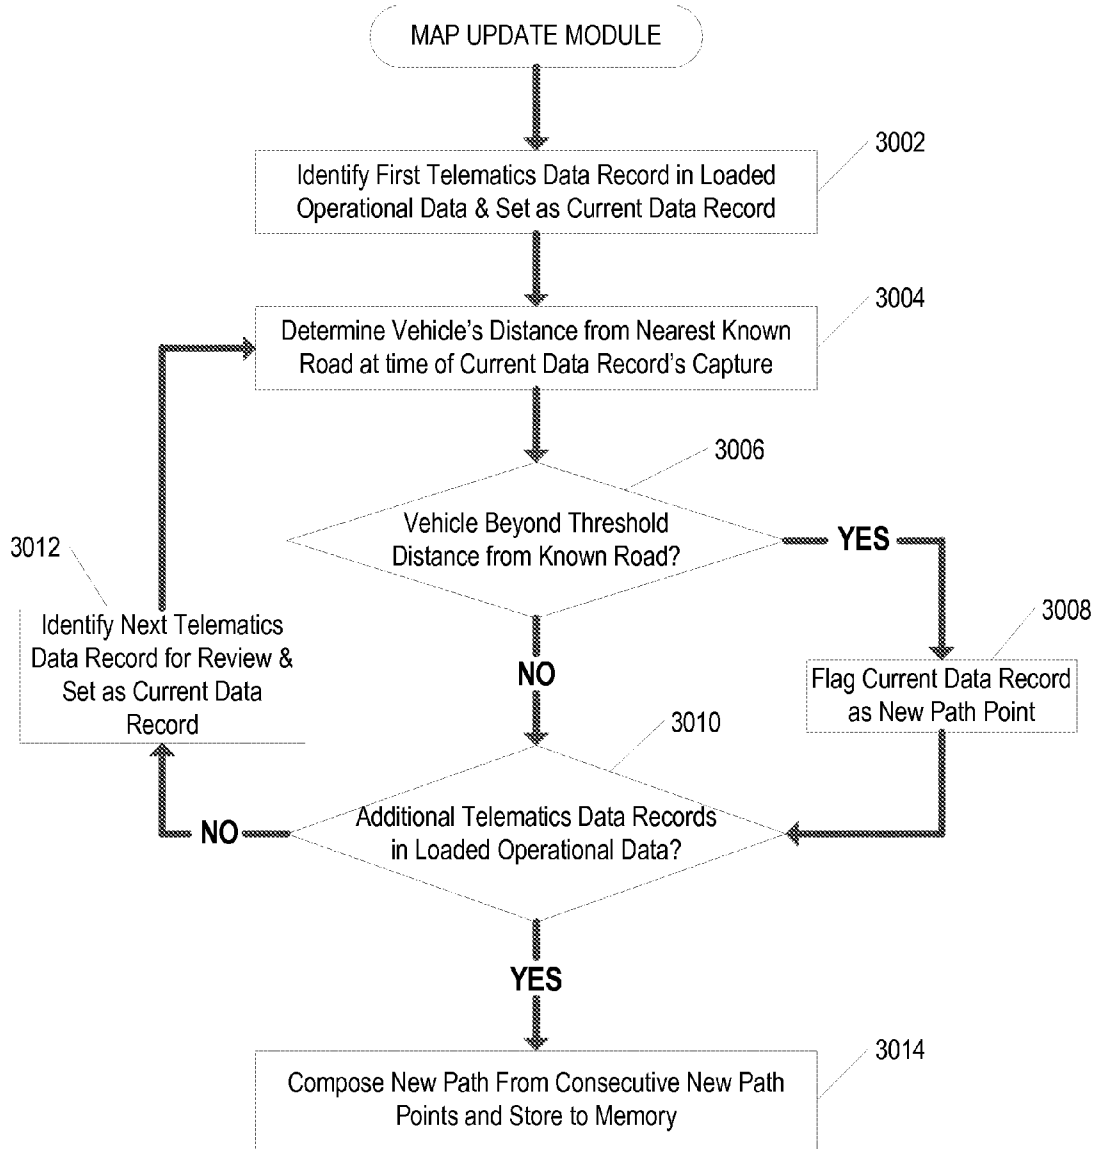 MAP UPDATE MODULE
3002
Identify First Telematics Data Record in Loaded
Operational Data & Set as Current Data Record
3004
Determine Vehicle's Distance from Nearest Known
Road at time of Current Data Record's Capture
3006
Vehicle Beyond Threshold
Distance from Known Road?
YES
3012
Identify Next Telematics
Data Record for Review &
Set as Current Data
Record
NO
3008
Flag Current Data Record
as New Path Point
3010
Additional Telematics Data Records
in Loaded Operational Data?
NO
YES
3014
Compose New Path From Consecutive New Path
Points and Store to Memory